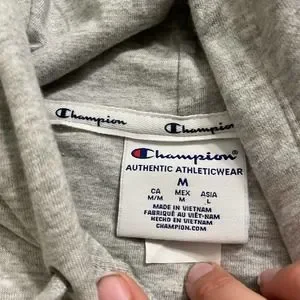 Champion
Champion
Champion
AUTHENTIC ATHLETICWEAR
M
CA MEX ASIA
M/M M L
MADE IN VIETNAM
FABRIQUÉ AU VIÊT-NAM
HECHO EN VIETNAM
CHAMPION.COM